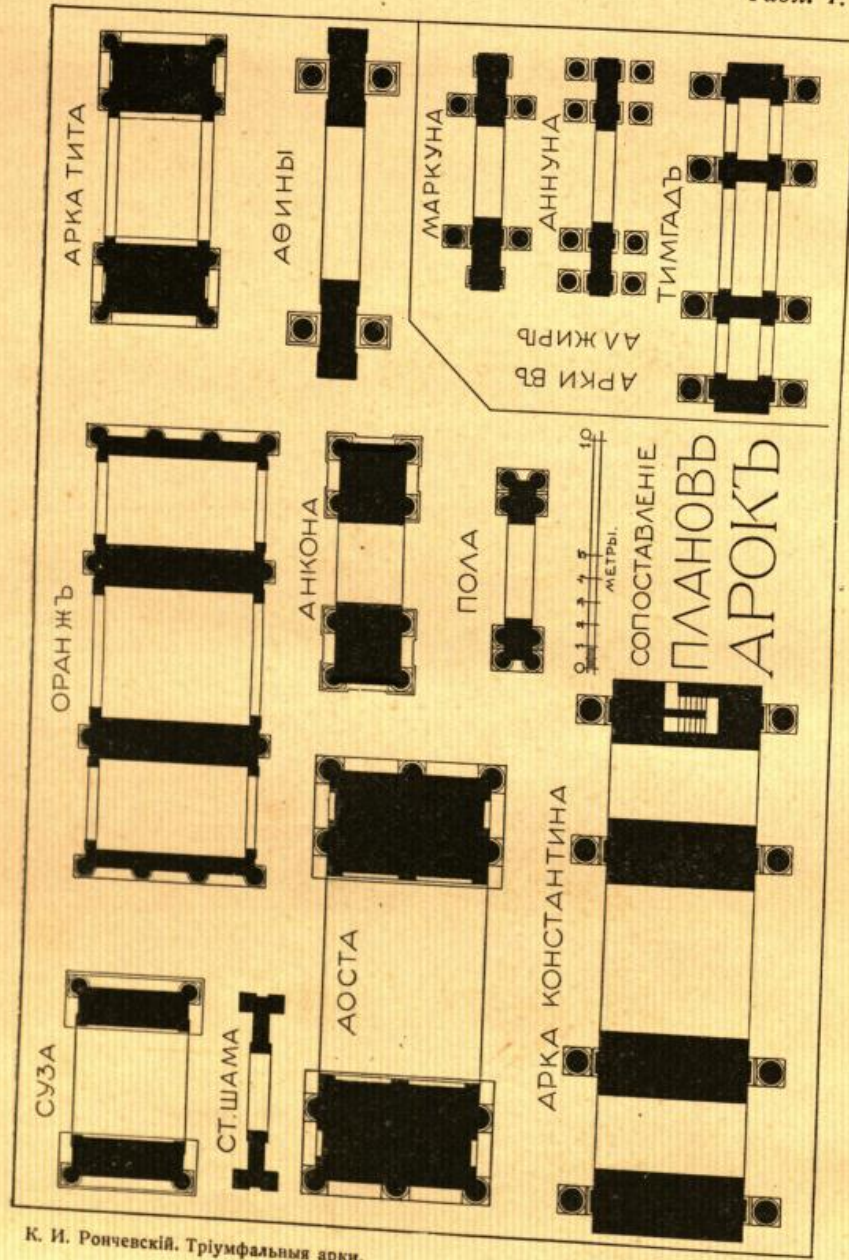 Табл. 1.
АРКА ТИТА
АѲИНЫ
МАРКУНА
АННУНА
ТИМГАДЪ
АРКИ ВЪ
АЛЖИРѢ
ОРАНЖЪ
АНКОНА
ПОЛА
0 1 2 3 4 5 10
МЕТРЫ.
СОПОСТАВЛЕНІЕ
ПЛАНОВЪ
АРОКЪ
СУЗА
СТ. ШАМА
АОСТА
АРКА КОНСТАНТИНА
К. И. Рончевскій. Тріумфальныя арки.